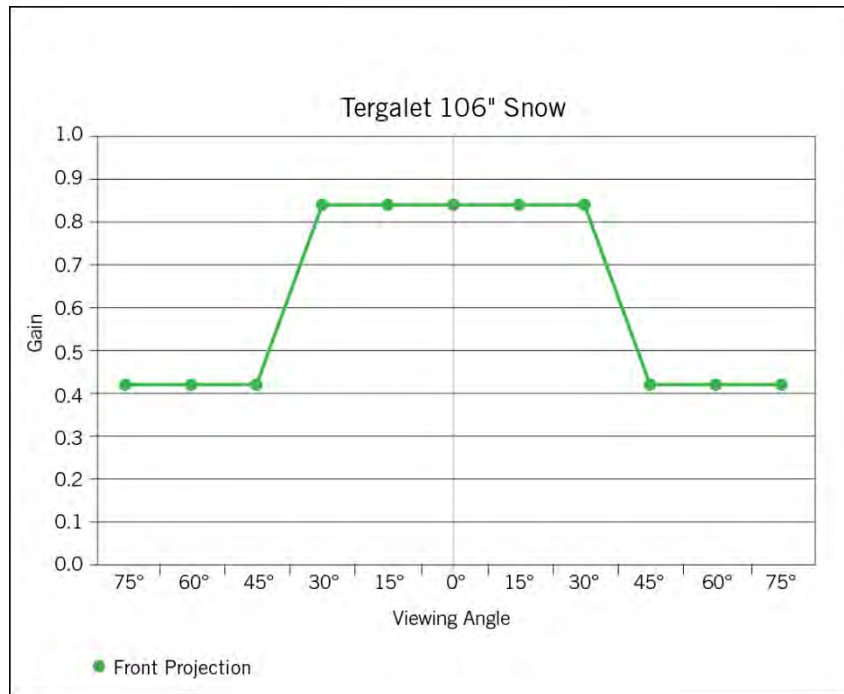 Tergalet 106" Snow
1.0
0.9
0.8
0.7
0.6
0.5
0.4
0.3
0.2
0.1
0.0
Gain
75° 60° 45° 30° 15° 0° 15° 30° 45° 60° 75°
Viewing Angle
Front Projection